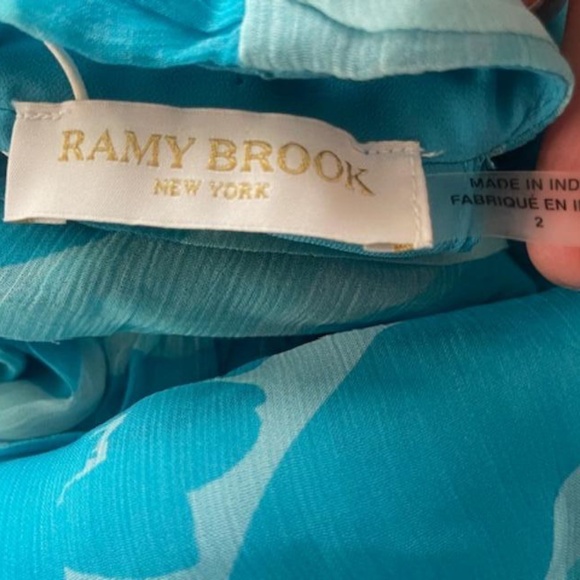 RAMY BROOK
NEW YORK
MADE IN IND
FABRIQUÉ EN I
2